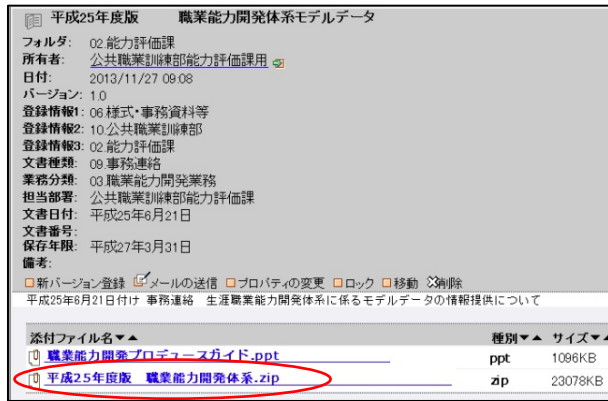 平成25年度版　　職業能力開発体系モデルデータ
フォルダ: 02.能力評価課
所有者: 公共職業訓練部能力評価課用
日付: 2013/11/27 09:08
バージョン: 1.0
登録情報1: 06.様式・事務資料等
登録情報2: 10.公共職業訓練部
登録情報3: 02.能力評価課
文書種類: 09.事務連絡
業務分類: 03.職業能力開発業務
担当部署: 公共職業訓練部能力評価課
文書日付: 平成25年6月21日
文書番号:
保存年限: 平成27年3月31日
備考:
新バージョン登録 メールの送信 プロパティの変更 ロック 移動 削除
平成25年6月21日付け 事務連絡　生涯職業能力開発体系に係るモデルデータの情報提供について
添付ファイル名▼▲ 種別▼▲ サイズ▼▲
職業能力開発プロデュースガイド.ppt ppt 1096KB
平成25年度版　職業能力開発体系.zip zip 23078KB